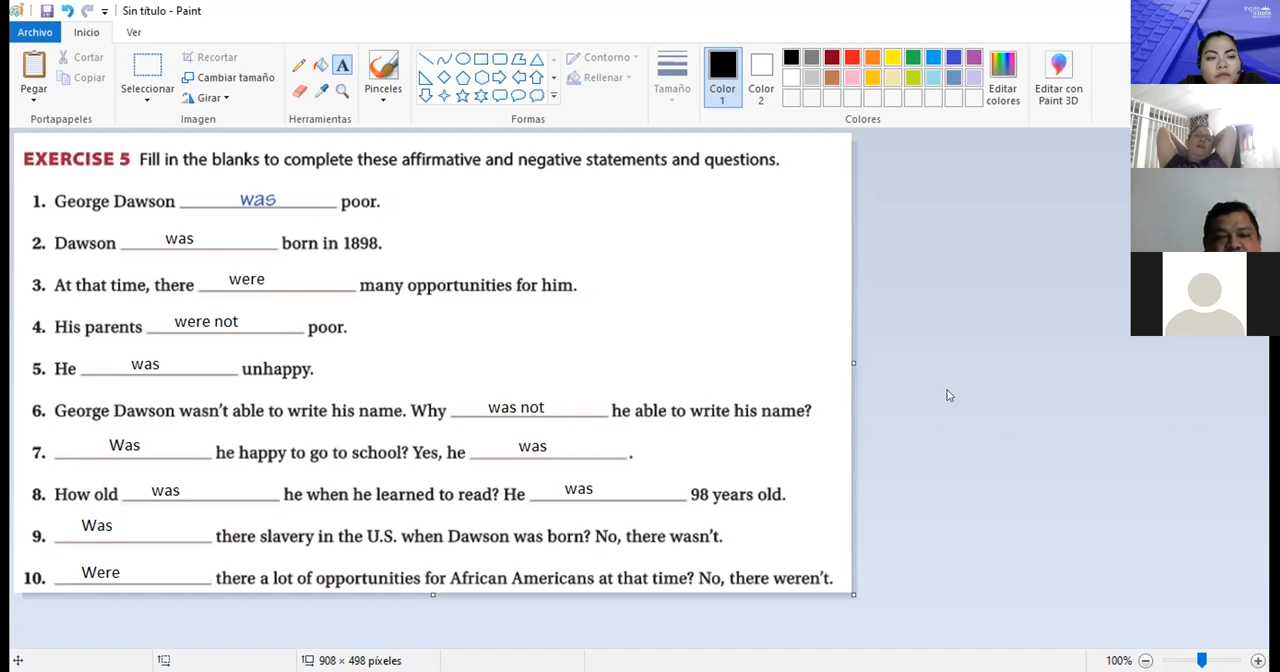 Sin título - Paint
Archivo Inicio Ver
Pegar Cortar Copiar
Seleccionar Recortar Cambiar tamaño Girar
Pinceles
Contorno
Rellenar
Tamaño
Color 1 Color 2 Editar colores Editar con Paint 3D
Portapapeles Imagen Herramientas Formas Colores
EXERCISE 5 Fill in the blanks to complete these affirmative and negative statements and questions.
1. George Dawson was poor.
2. Dawson was born in 1898.
3. At that time, there were many opportunities for him.
4. His parents were not poor.
5. He was unhappy.
6. George Dawson wasn't able to write his name. Why was not he able to write his name?
7. Was he happy to go to school? Yes, he was .
8. How old was he when he learned to read? He was 98 years old.
9. Was there slavery in the U.S. when Dawson was born? No, there wasn't.
10. Were there a lot of opportunities for African Americans at that time? No, there weren't.
908 × 498 píxeles 100%